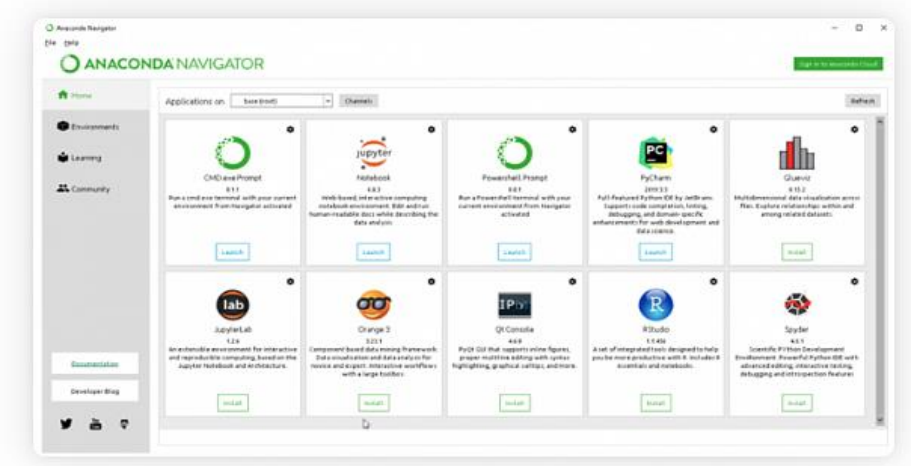 Anaconda Navigator
File Help
ANACONDA NAVIGATOR
Sign in to Anaconda Cloud
Home
Environments
Learning
Community
Documentation
Developer Blog
Applications on base (root) Channels
Refresh
CMD.exe Prompt
0.1.1
Run a cmd.exe terminal with your current
environment from Navigator activated
Launch
jupyter
Notebook
6.0.3
Web-based, interactive computing
notebook environment. Edit and run
human-readable docs while describing the
data analysis.
Launch
Powershell Prompt
0.0.1
Run a Powershell terminal with your
current environment from Navigator
activated
Launch
PC
PyCharm
2019.3.3
Full-featured Python IDE by JetBrains.
Supports code completion, linting,
debugging, and domain-specific
enhancements for web development and
data science.
Launch
Glueviz
0.15.2
Multidimensional data visualization across
files. Explore relationships within and
among related datasets.
Install
lab
JupyterLab
1.2.6
An extensible environment for interactive
and reproducible computing, based on the
Jupyter Notebook and Architecture.
Install
Orange 3
3.23.1
Component based data mining framework.
Data visualization and data analysis for
novice and expert. Interactive workflows
with a large toolbox.
Install
IP[y]:
Qt Console
4.6.0
PyQt GUI that supports inline figures,
proper multiline editing with syntax
highlighting, graphical calltips, and more.
Install
R
RStudio
1.1.456
A set of integrated tools designed to help
you be more productive with R. Includes R
essentials and notebooks.
Install
Spyder
4.0.1
Scientific PYthon Development
EnviRonment. Powerful Python IDE with
advanced editing, interactive testing,
debugging and introspection features
Install